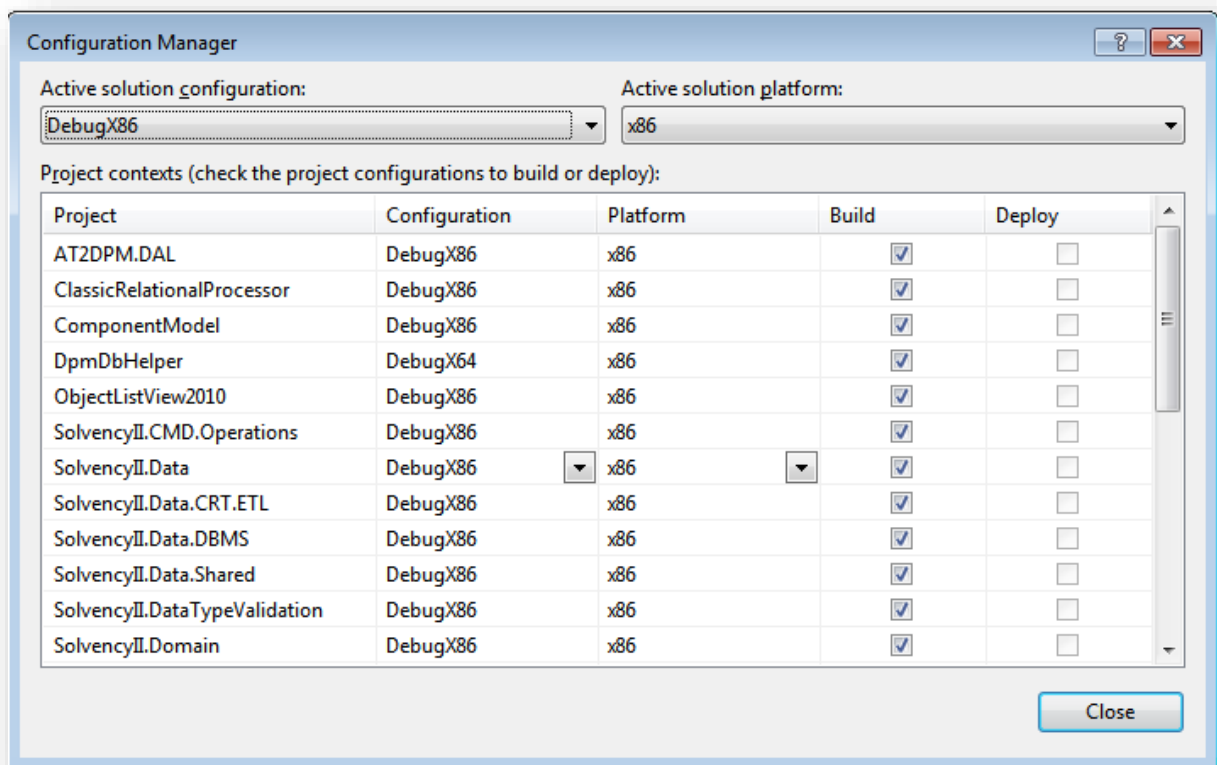 Configuration Manager
Active solution configuration: Active solution platform:
DebugX86 x86
Project contexts (check the project configurations to build or deploy):
Project Configuration Platform Build Deploy
AT2DPM.DAL DebugX86 x86
ClassicRelationalProcessor DebugX86 x86
ComponentModel DebugX86 x86
DpmDbHelper DebugX64 x86
ObjectListView2010 DebugX86 x86
SolvencyII.CMD.Operations DebugX86 x86
SolvencyII.Data DebugX86 x86
SolvencyII.Data.CRT.ETL DebugX86 x86
SolvencyII.Data.DBMS DebugX86 x86
SolvencyII.Data.Shared DebugX86 x86
SolvencyII.DataTypeValidation DebugX86 x86
SolvencyII.Domain DebugX86 x86
Close